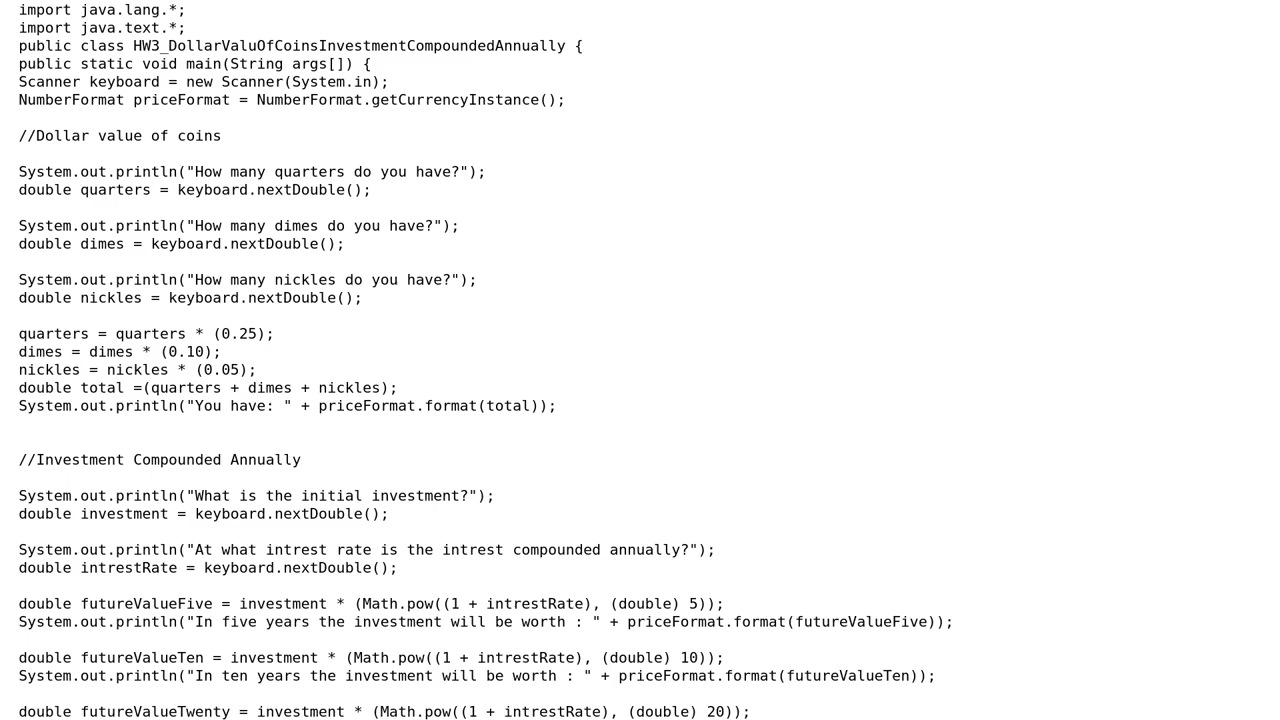 import java.lang.*;
import java.text.*;
public class HW3_DollarValuOfCoinsInvestmentCompoundedAnnually {
public static void main(String args[]) {
Scanner keyboard = new Scanner(System.in);
NumberFormat priceFormat = NumberFormat.getCurrencyInstance();
//Dollar value of coins
System.out.println("How many quarters do you have?");
double quarters = keyboard.nextDouble();
System.out.println("How many dimes do you have?");
double dimes = keyboard.nextDouble();
System.out.println("How many nickles do you have?");
double nickles = keyboard.nextDouble();
quarters = quarters * (0.25);
dimes = dimes * (0.10);
nickles = nickles * (0.05);
double total =(quarters + dimes + nickles);
System.out.println("You have: " + priceFormat.format(total));
//Investment Compounded Annually
System.out.println("What is the initial investment?");
double investment = keyboard.nextDouble();
System.out.println("At what intrest rate is the intrest compounded annually?");
double intrestRate = keyboard.nextDouble();
double futureValueFive = investment * (Math.pow((1 + intrestRate), (double) 5));
System.out.println("In five years the investment will be worth : " + priceFormat.format(futureValueFive));
double futureValueTen = investment * (Math.pow((1 + intrestRate), (double) 10));
System.out.println("In ten years the investment will be worth : " + priceFormat.format(futureValueTen));
double futureValueTwenty = investment * (Math.pow((1 + intrestRate), (double) 20));